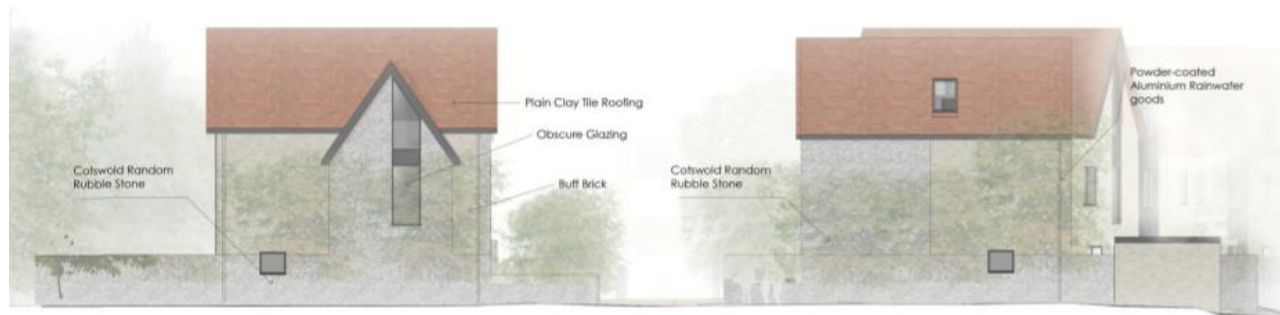 Plain Clay Tile Roofing
Obscure Glazing
Cotswold Random
Rubble Stone
Buff Brick
Powder-coated
Aluminium Rainwater
goods
Cotswold Random
Rubble Stone